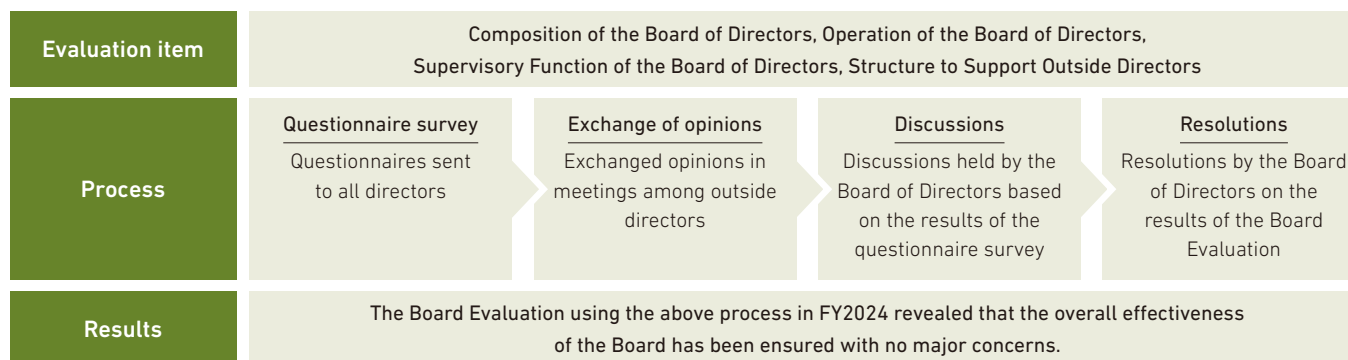 Evaluation item
Composition of the Board of Directors, Operation of the Board of Directors,
Supervisory Function of the Board of Directors, Structure to Support Outside Directors
Process
Questionnaire survey
Questionnaires sent
to all directors
Exchange of opinions
Exchanged opinions in
meetings among outside
directors
Discussions
Discussions held by the
Board of Directors based
on the results of the
questionnaire survey
Resolutions
Resolutions by the Board
of Directors on the
results of the Board
Evaluation
Results
The Board Evaluation using the above process in FY2024 revealed that the overall effectiveness
of the Board has been ensured with no major concerns.